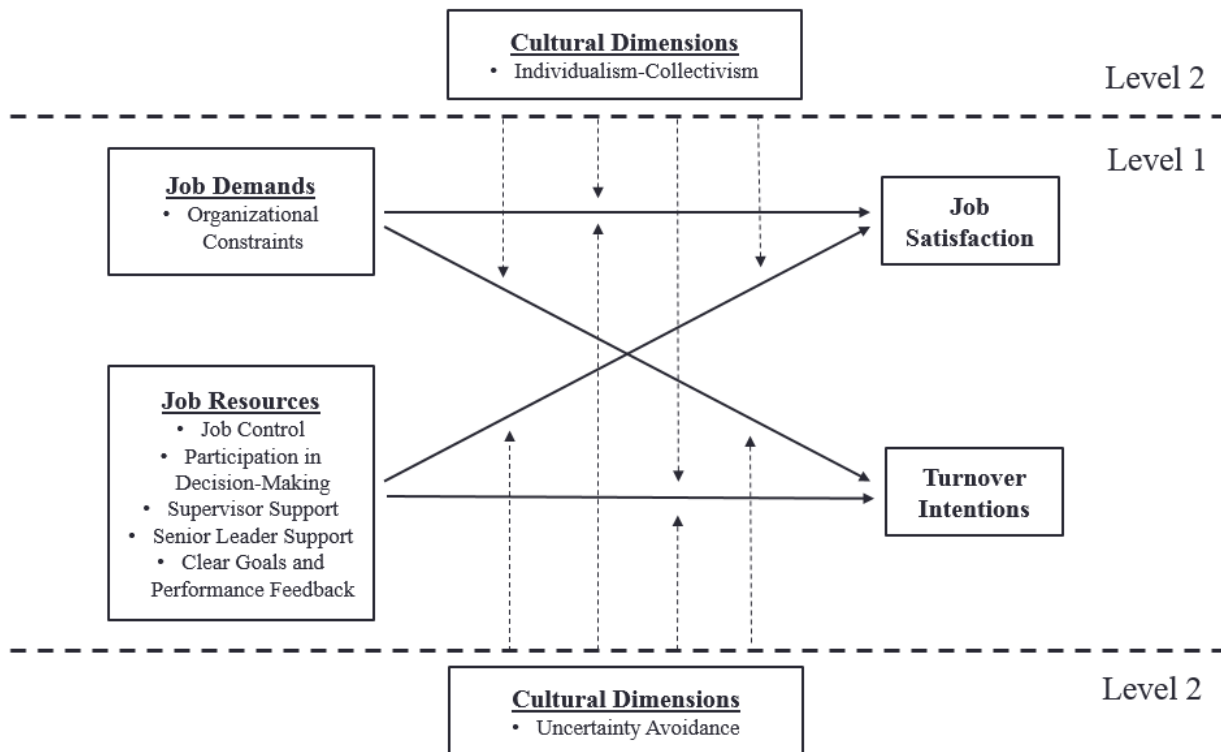 Cultural Dimensions
• Individualism-Collectivism
Level 2
Level 1
Job Demands
• Organizational
Constraints
Job
Satisfaction
Job Resources
• Job Control
• Participation in
Decision-Making
• Supervisor Support
• Senior Leader Support
• Clear Goals and
Performance Feedback
Turnover
Intentions
Level 2
Cultural Dimensions
• Uncertainty Avoidance